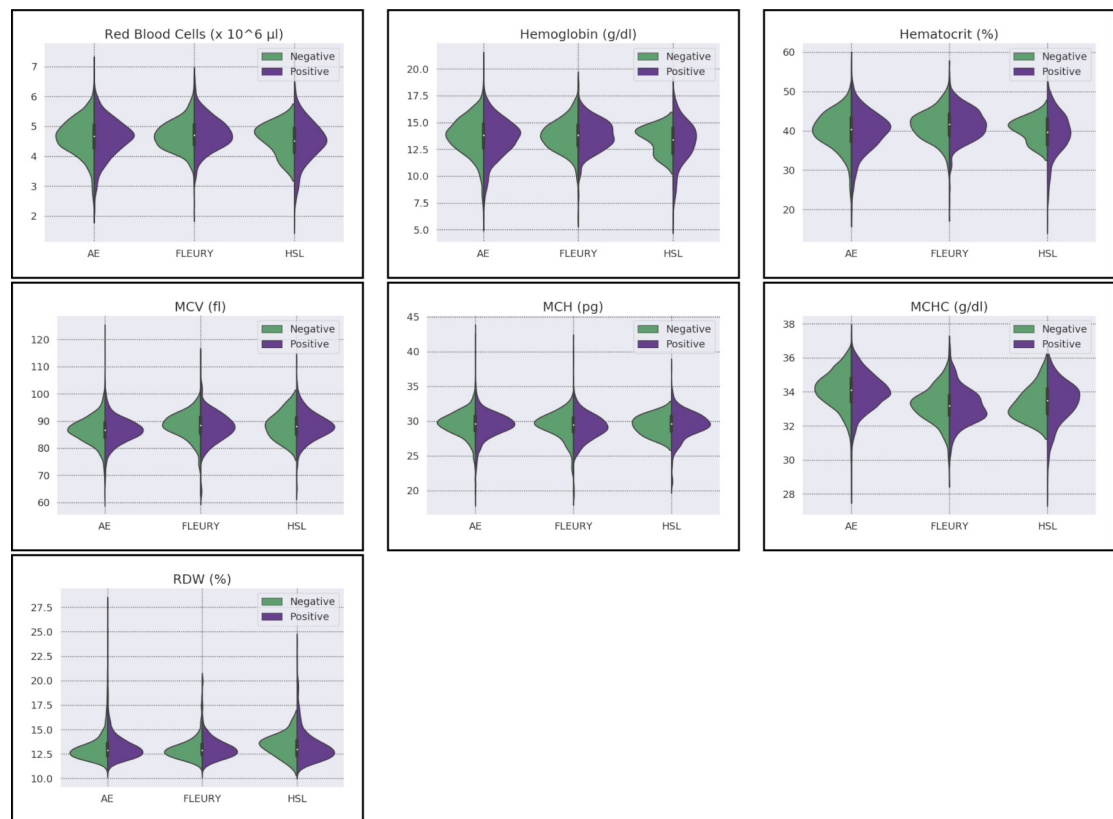 Red Blood Cells (x 10^6 µl)
Negative
Positive
7
6
5
4
3
2
AE
FLEURY
HSL
Hemoglobin (g/dl)
Negative
Positive
20.0
17.5
15.0
12.5
10.0
7.5
5.0
AE
FLEURY
HSL
Hematocrit (%)
Negative
Positive
60
50
40
30
20
AE
FLEURY
HSL
MCV (fl)
Negative
Positive
120
110
100
90
80
70
60
AE
FLEURY
HSL
MCH (pg)
Negative
Positive
45
40
35
30
25
20
AE
FLEURY
HSL
MCHC (g/dl)
Negative
Positive
38
36
34
32
30
28
AE
FLEURY
HSL
RDW (%)
Negative
Positive
27.5
25.0
22.5
20.0
17.5
15.0
12.5
10.0
AE
FLEURY
HSL